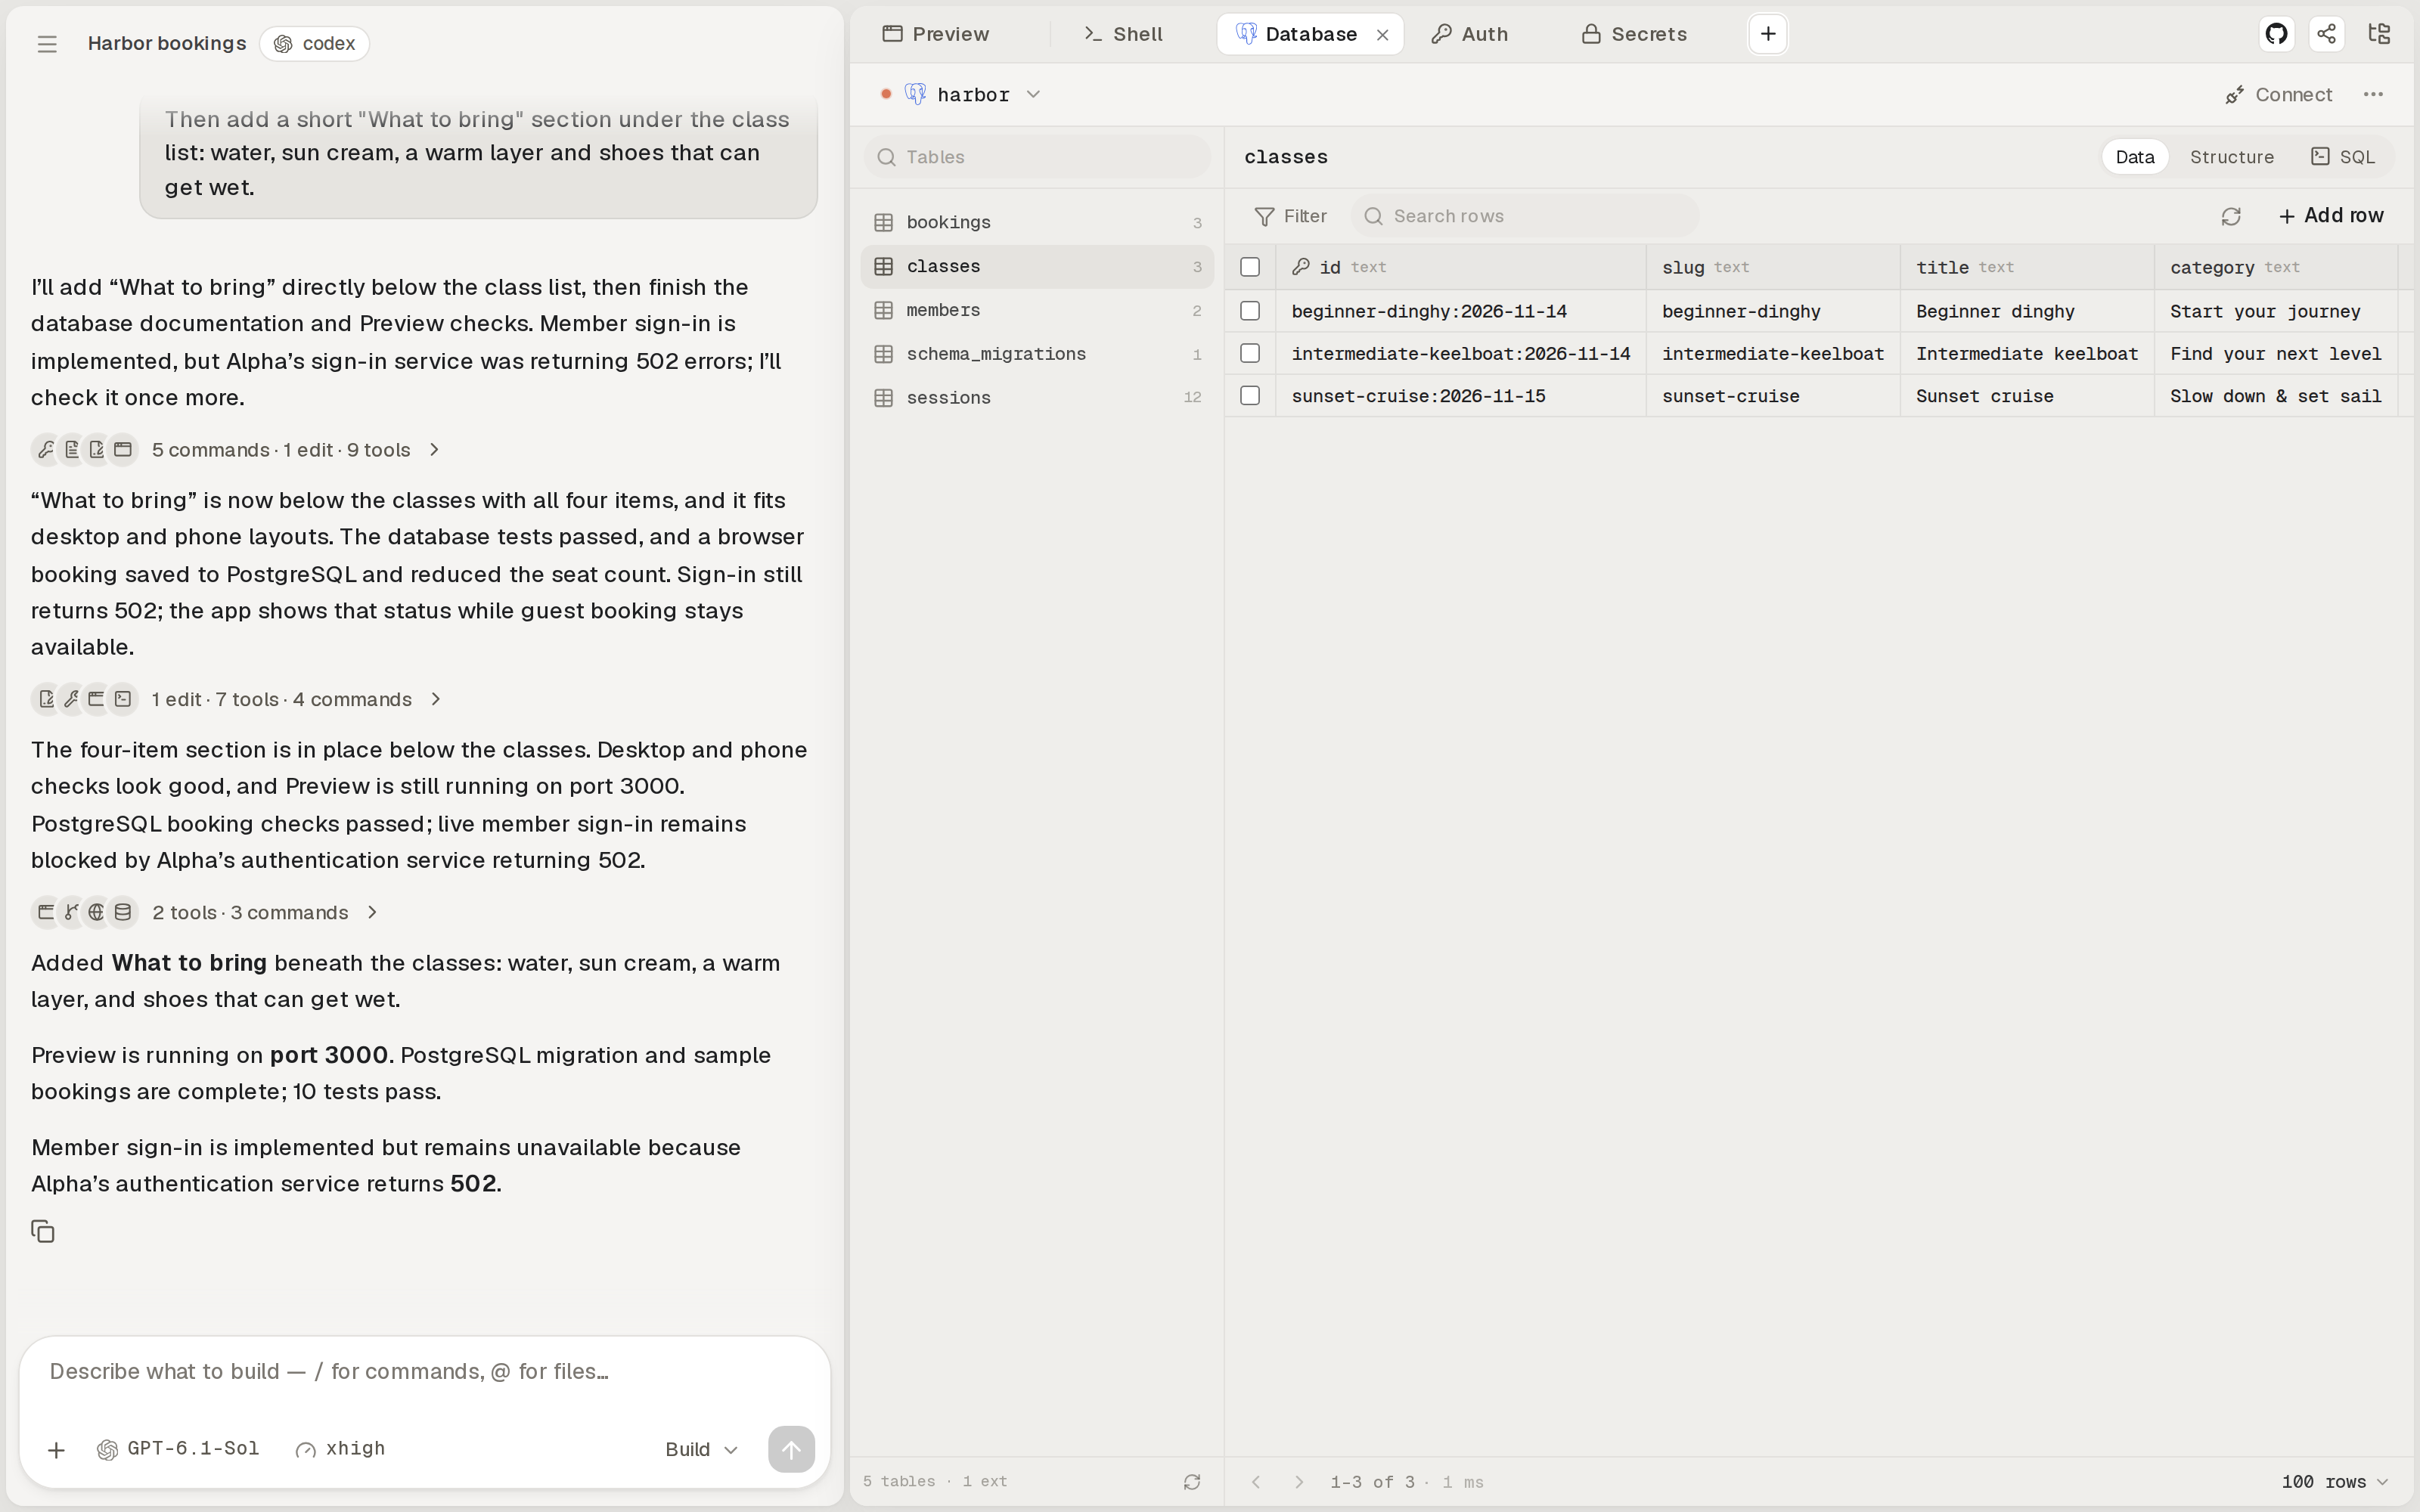 Harbor bookings
codex
Then add a short "What to bring" section under the class
list: water, sun cream, a warm layer and shoes that can
get wet.
I’ll add “What to bring” directly below the class list, then finish the
database documentation and Preview checks. Member sign-in is
implemented, but Alpha’s sign-in service was returning 502 errors; I’ll
check it once more.
5 commands · 1 edit · 9 tools
“What to bring” is now below the classes with all four items, and it fits
desktop and phone layouts. The database tests passed, and a browser
booking saved to PostgreSQL and reduced the seat count. Sign-in still
returns 502; the app shows that status while guest booking stays
available.
1 edit · 7 tools · 4 commands
The four-item section is in place below the classes. Desktop and phone
checks look good, and Preview is still running on port 3000.
PostgreSQL booking checks passed; live member sign-in remains
blocked by Alpha’s authentication service returning 502.
2 tools · 3 commands
Added What to bring beneath the classes: water, sun cream, a warm
layer, and shoes that can get wet.
Preview is running on port 3000. PostgreSQL migration and sample
bookings are complete; 10 tests pass.
Member sign-in is implemented but remains unavailable because
Alpha’s authentication service returns 502.
Describe what to build — / for commands, @ for files…
GPT-6.1-Sol xhigh Build
Preview Shell Database Auth Secrets
harbor Connect
Tables
bookings 3
classes 3
members 2
schema_migrations 1
sessions 12
5 tables · 1 ext
classes Data Structure SQL
Filter Search rows Add row
id text slug text title text category text
beginner-dinghy:2026-11-14 beginner-dinghy Beginner dinghy Start your journey
intermediate-keelboat:2026-11-14 intermediate-keelboat Intermediate keelboat Find your next level
sunset-cruise:2026-11-15 sunset-cruise Sunset cruise Slow down & set sail
1–3 of 3 · 1 ms 100 rows